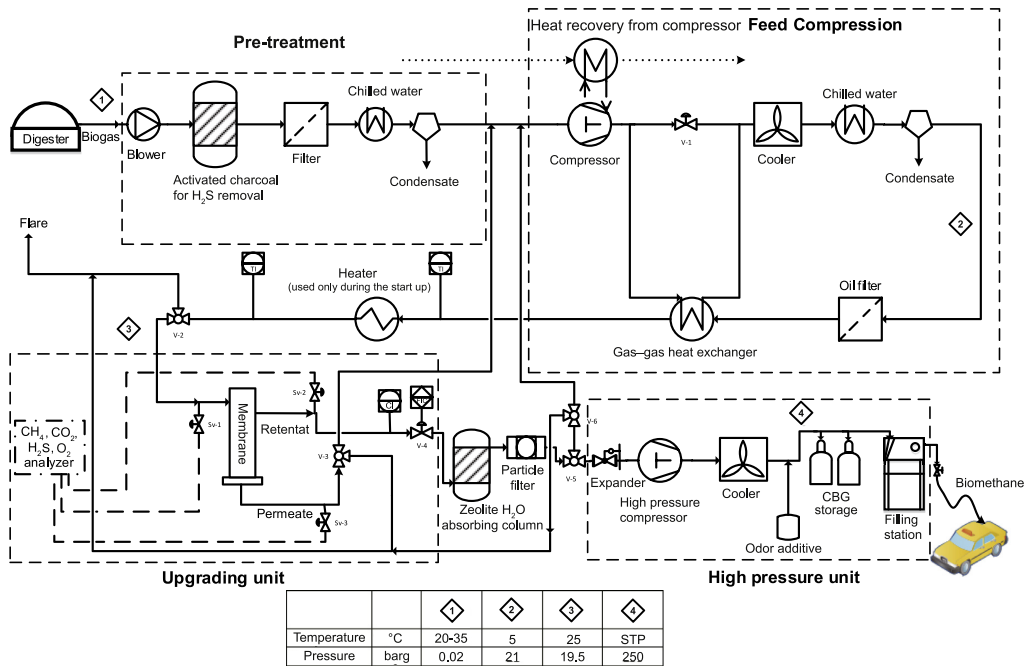 Heat recovery from compressor Feed Compression
Pre-treatment
1
Chilled water
Chilled water
Digester
Biogas
Blower
Filter
Compressor
V-1
Cooler
Activated charcoal
for H2S removal
Condensate
Condensate
Flare
2
TI
Heater
(used only during the start up)
TI
Oil filter
3
V-2
Gas–gas heat exchanger
Sv-2
CH4, CO2,
H2S, O2
analyzer
Sv-1
Membrane
Retentat
V-3
V-4
V-6
4
Particle
filter
V-5
Expander
Zeolite H2O
absorbing column
High pressure
compressor
Cooler
CBG
storage
Filling
station
Biomethane
Permeate
Sv-3
Odor additive
Upgrading unit
High pressure unit
1 2 3 4
Temperature °C 20-35 5 25 STP
Pressure barg 0.02 21 19.5 250